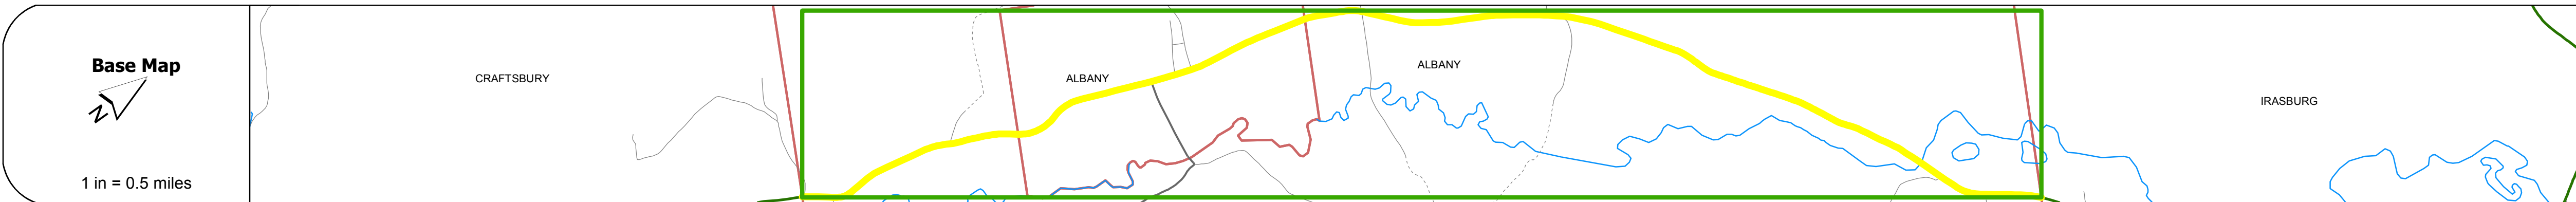 Base Map
N
1 in = 0.5 miles
CRAFTSBURY
ALBANY
ALBANY
IRASBURG